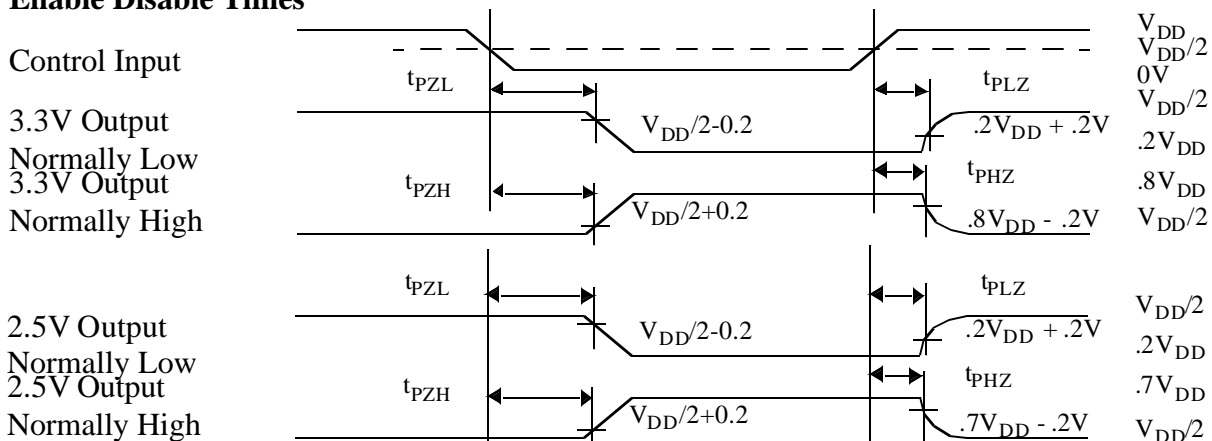 Enable Disable Times
Control Input
V_DD
V_DD/2
0V
t_PZL
t_PLZ
V_DD/2
3.3V Output
Normally Low
V_DD/2-0.2
.2V_DD + .2V
.2V_DD
3.3V Output
Normally High
t_PZH
t_PHZ
.8V_DD
V_DD/2+0.2
.8V_DD - .2V
V_DD/2
t_PZL
t_PLZ
V_DD/2
2.5V Output
Normally Low
V_DD/2-0.2
.2V_DD + .2V
.2V_DD
2.5V Output
Normally High
t_PZH
t_PHZ
.7V_DD
V_DD/2+0.2
.7V_DD - .2V
V_DD/2